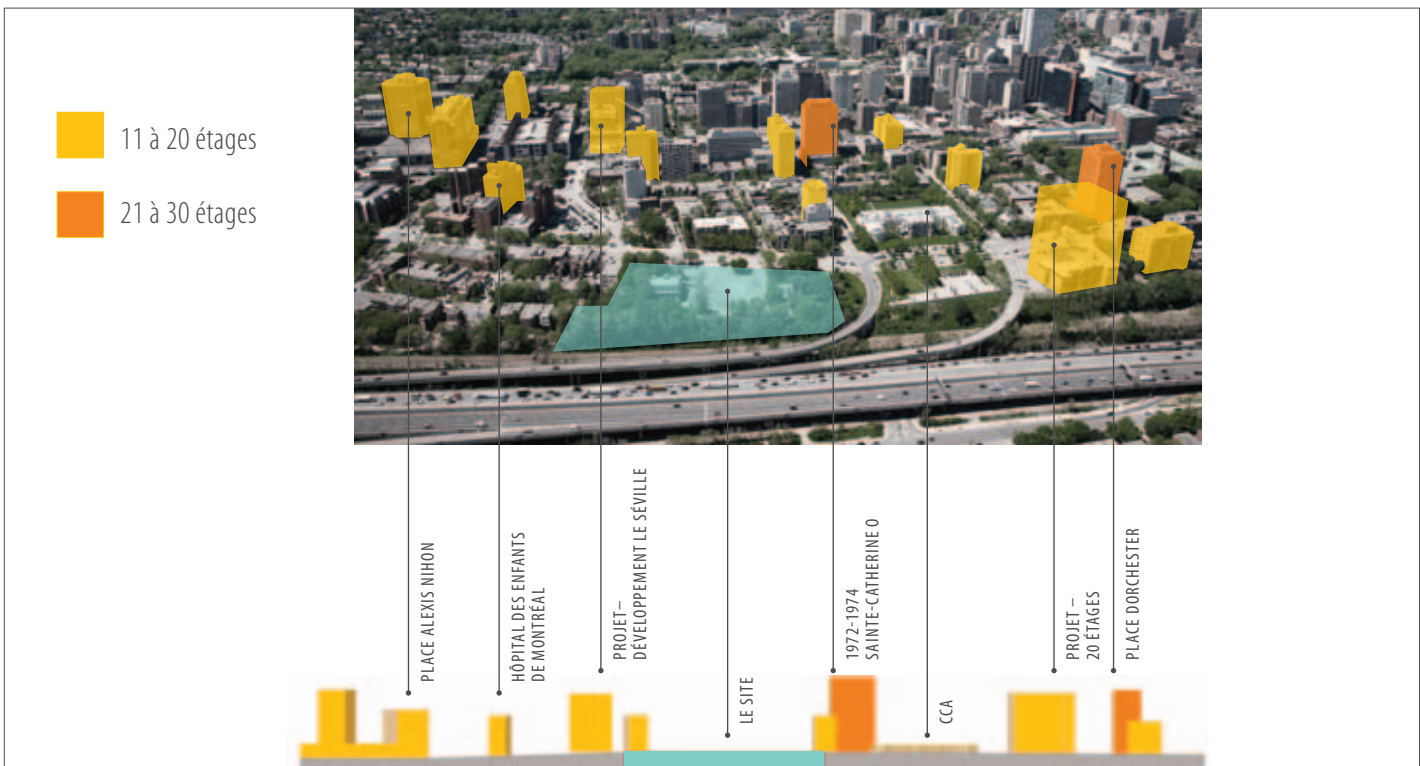 11 à 20 étages
21 à 30 étages
PLACE ALEXIS NIHON
HÔPITAL DES ENFANTS
DE MONTRÉAL
PROJET–
DÉVELOPPEMENT LE SÉVILLE
LE SITE
1972-1974
SAINTE-CATHERINE O
CCA
PROJET –
20 ÉTAGES
PLACE DORCHESTER